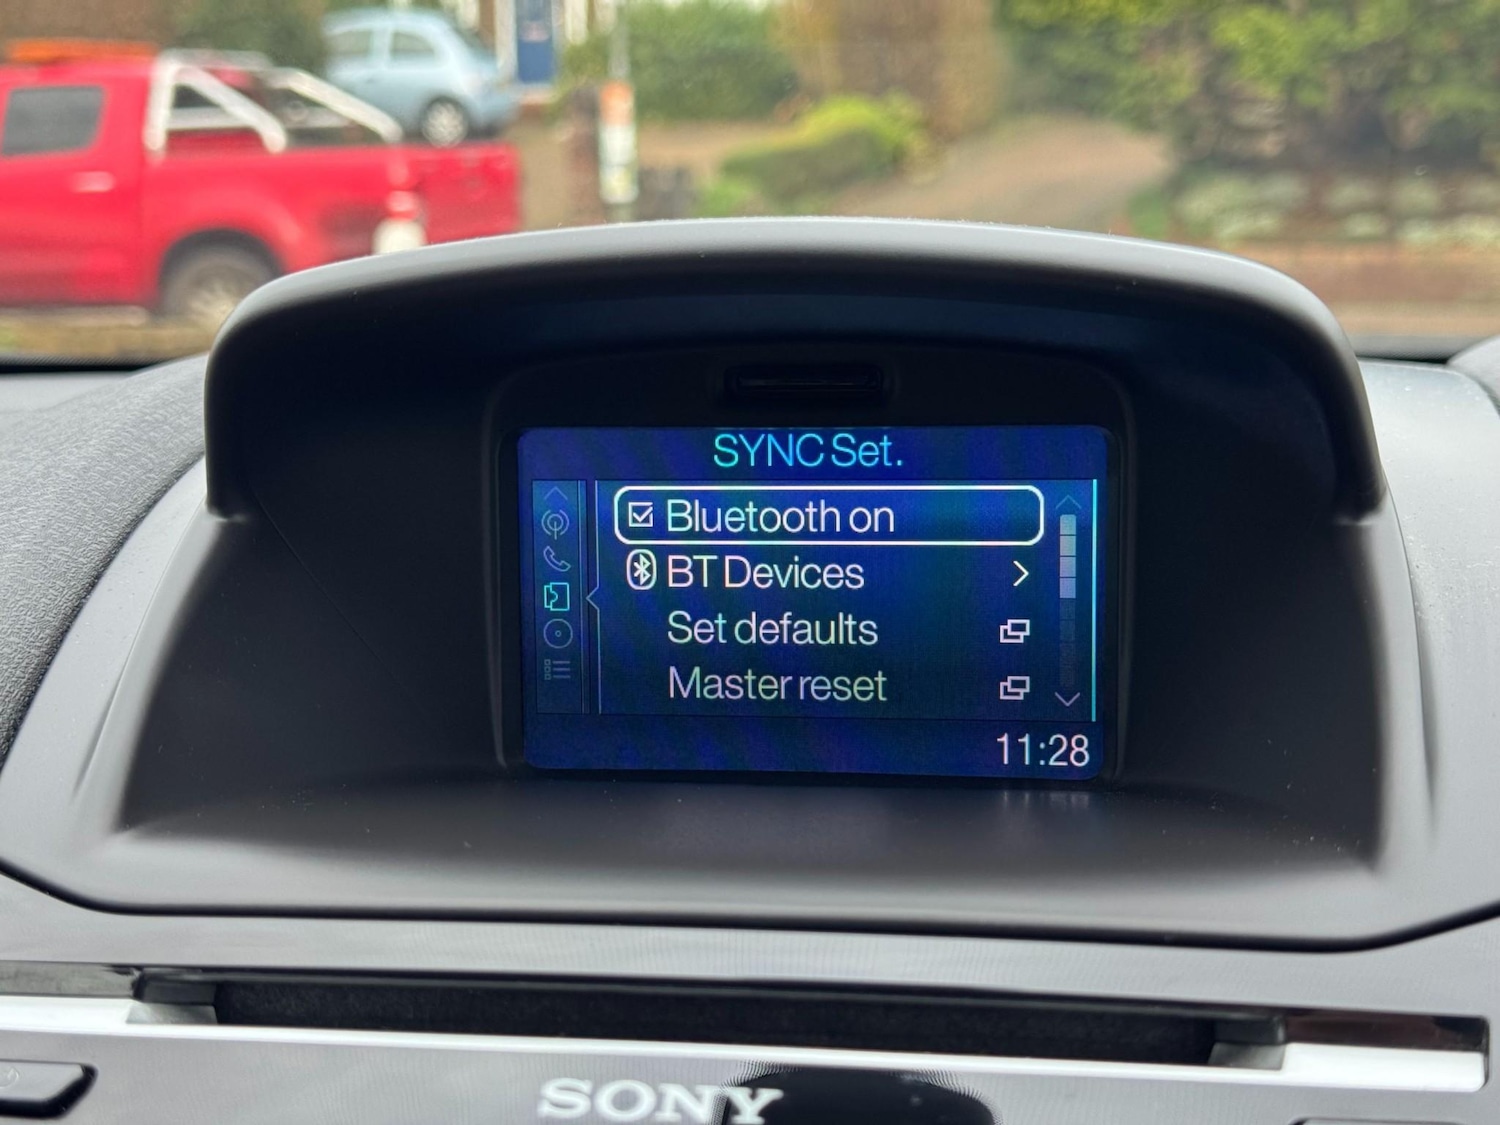 SYNC Set.
Bluetooth on
BT Devices
Set defaults
Master reset
11:28
SONY